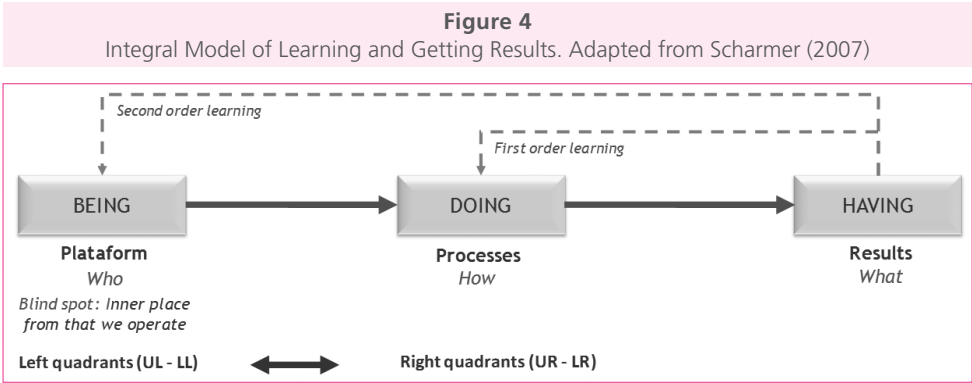 Figure 4
Integral Model of Learning and Getting Results. Adapted from Scharmer (2007)
Second order learning
First order learning
BEING
DOING
HAVING
Plataform
Who
Blind spot: Inner place
from that we operate
Processes
How
Results
What
Left quadrants (UL - LL)
Right quadrants (UR - LR)